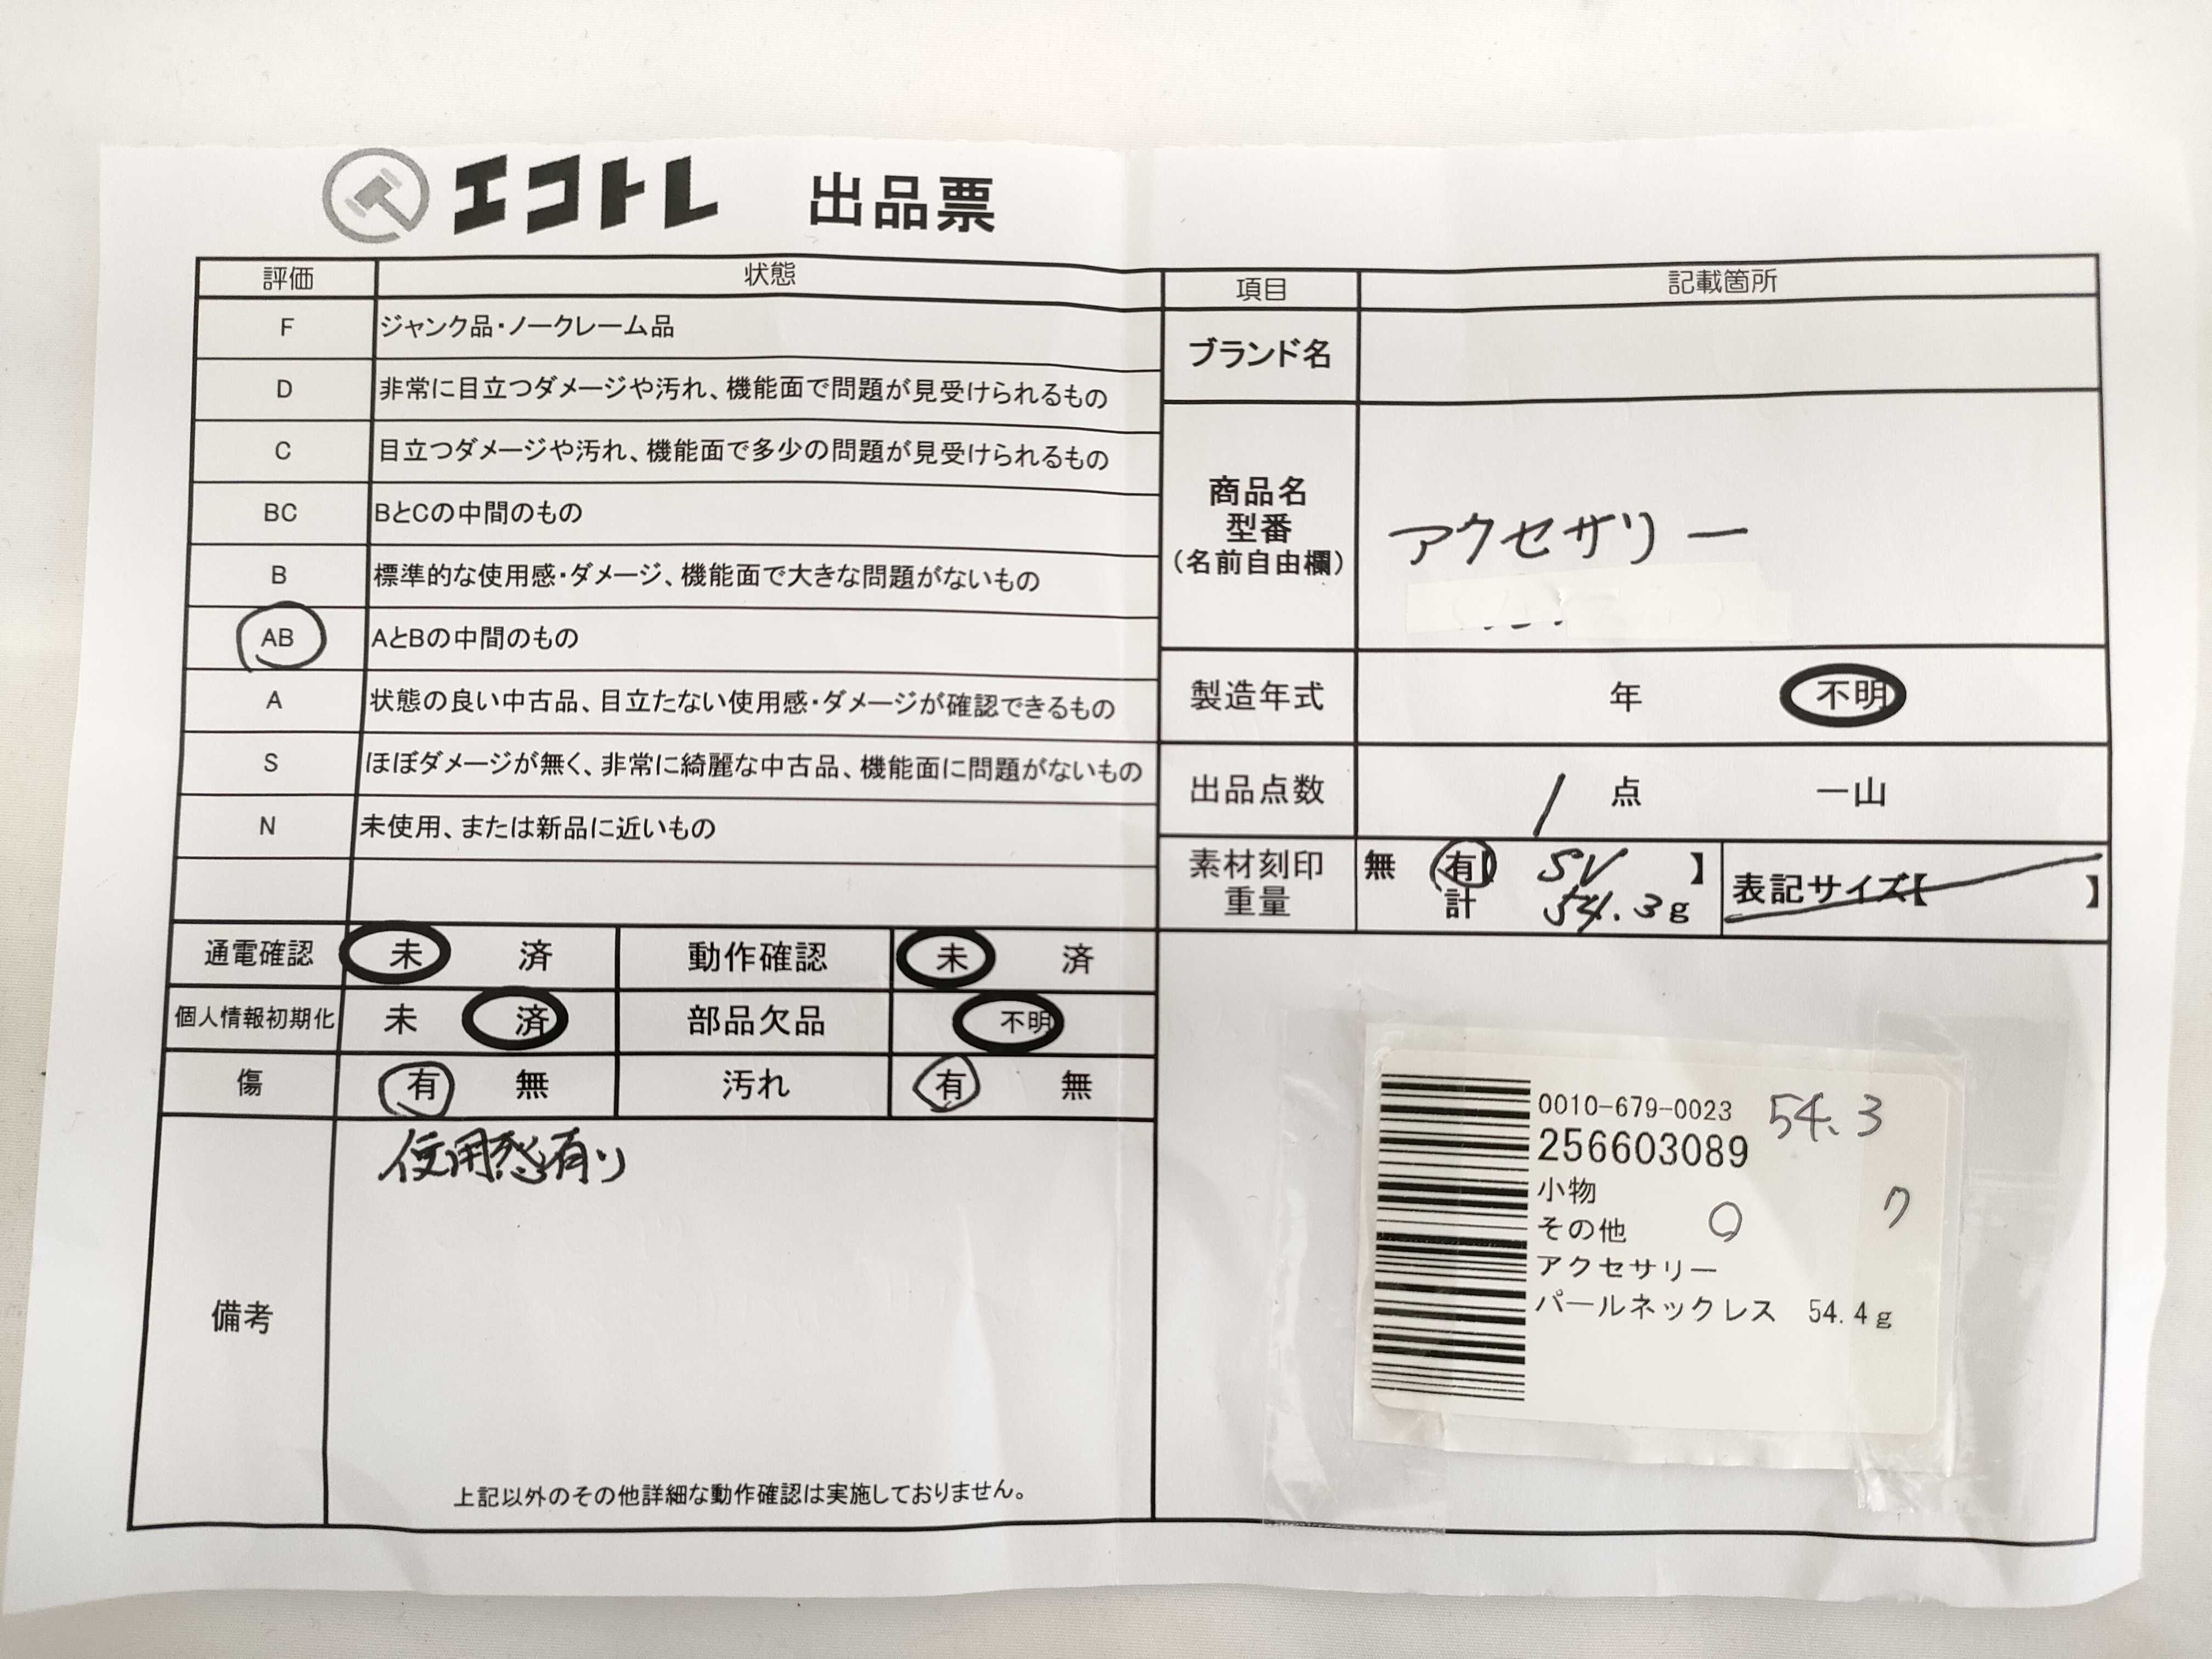 エコトレ 出品票
評価 状態
F ジャンク品・ノークレーム品
D 非常に目立つダメージや汚れ、機能面で問題が見受けられるもの
C 目立つダメージや汚れ、機能面で多少の問題が見受けられるもの
BC BとCの中間のもの
B 標準的な使用感・ダメージ、機能面で大きな問題がないもの
AB AとBの中間のもの
A 状態の良い中古品、目立たない使用感・ダメージが確認できるもの
S ほぼダメージが無く、非常に綺麗な中古品、機能面に問題がないもの
N 未使用、または新品に近いもの
通電確認 未 済 動作確認 未 済
個人情報初期化 未 済 部品欠品 不明
傷 有 無 汚れ 有 無
備考
使用感有り
上記以外のその他詳細な動作確認は実施しておりません。
項目 記載箇所
ブランド名
商品名
型番
(名前自由欄)
アクセサリー
製造年式 年 不明
出品点数 1 点 一山
素材刻印 無 有【 SV 】
重量 計 54.3g
表記サイズ【 】
0010-679-0023 54.3
256603089
小物
その他 ○ ク
アクセサリー
パールネックレス 54.4g